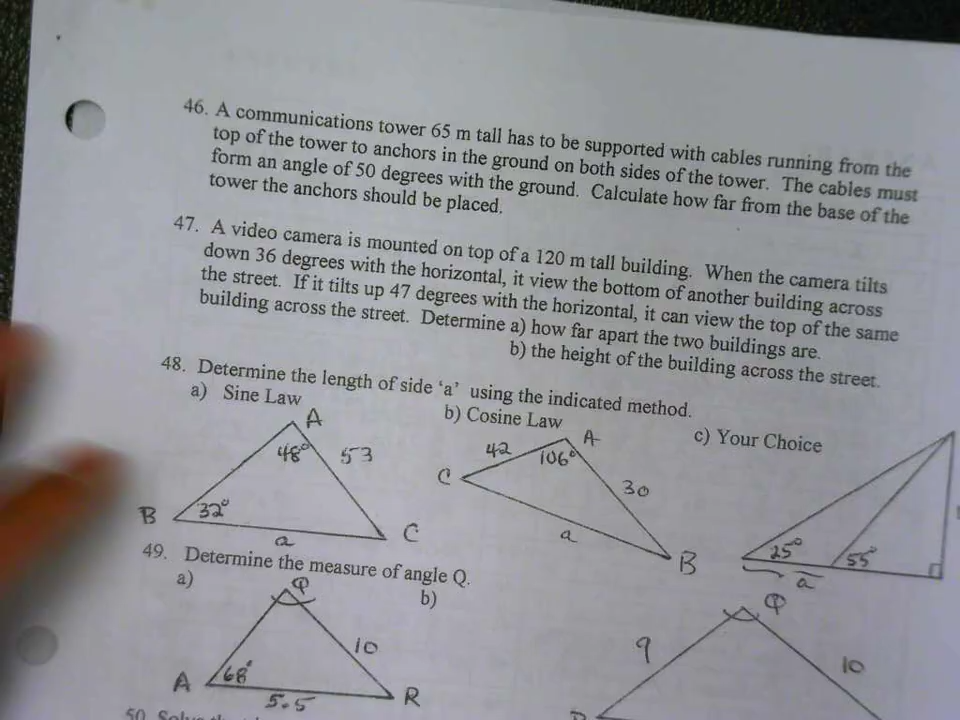 46. A communications tower 65 m tall has to be supported with cables running from the
top of the tower to anchors in the ground on both sides of the tower. The cables must
form an angle of 50 degrees with the ground. Calculate how far from the base of the
tower the anchors should be placed.
47. A video camera is mounted on top of a 120 m tall building. When the camera tilts
down 36 degrees with the horizontal, it view the bottom of another building across
the street. If it tilts up 47 degrees with the horizontal, it can view the top of the same
building across the street. Determine a) how far apart the two buildings are.
b) the height of the building across the street.
48. Determine the length of side 'a' using the indicated method.
a) Sine Law b) Cosine Law c) Your Choice
A 42 A
48° 53 106°
C 30
B 32° C
a a B 25° 55°
a
49. Determine the measure of angle Q.
a) b)
Q Q
10 9 10
A 68° R
5.5
50.